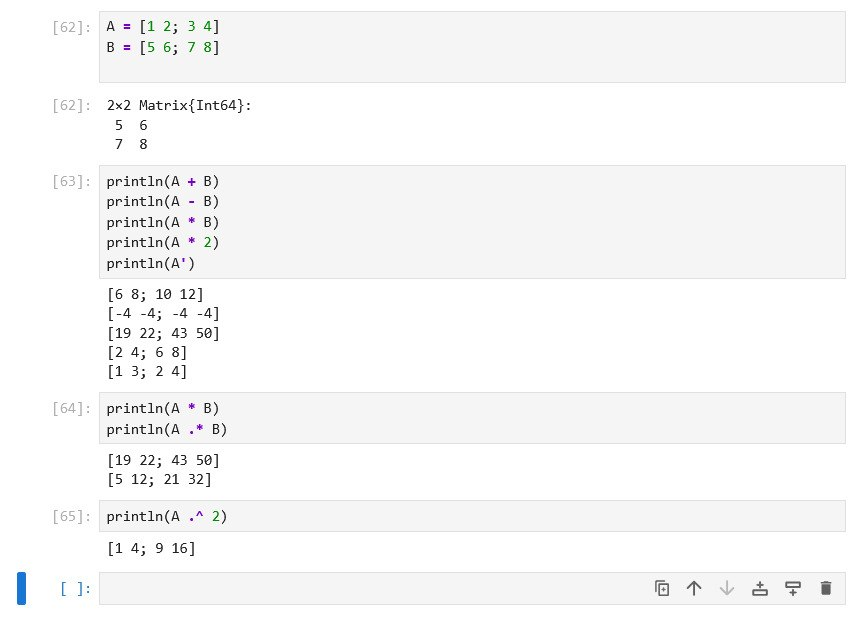 [62]: A = [1 2; 3 4]
B = [5 6; 7 8]
[62]: 2×2 Matrix{Int64}:
5 6
7 8
[63]: println(A + B)
println(A - B)
println(A * B)
println(A * 2)
println(A')
[6 8; 10 12]
[-4 -4; -4 -4]
[19 22; 43 50]
[2 4; 6 8]
[1 3; 2 4]
[64]: println(A * B)
println(A .* B)
[19 22; 43 50]
[5 12; 21 32]
[65]: println(A .^ 2)
[1 4; 9 16]
[ ]: